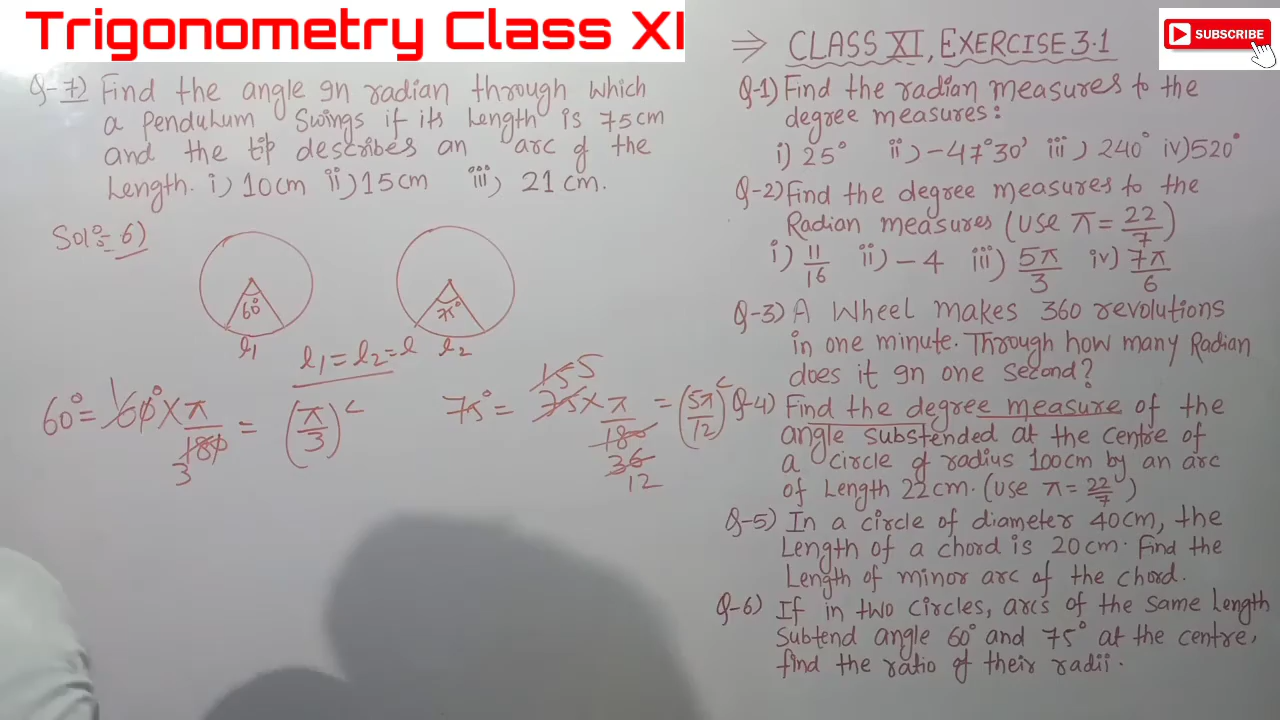 Trigonometry Class XI
Q-7) Find the angle in radian through which
a Pendulum Swings if its Length is 75cm
and the tip describes an arc of the
Length. i) 10cm ii) 15cm iii) 21 cm.
Solⁿ:- 6)
60° 75°
l₁ l₂
l₁ = l₂ = l
60° = 60° × π/180 = (π/3)ᶜ 75° = 75 × π/180 = (5π/12)ᶜ
1 3 15 5 36 12
⇒ CLASS XI, EXERCISE 3.1
SUBSCRIBE
Q-1) Find the radian measures to the
degree measures:
i) 25° ii) -47°30' iii) 240° iv) 520°
Q-2) Find the degree measures to the
Radian measures (use π = 22/7)
i) 11/16 ii) -4 iii) 5π/3 iv) 7π/6
Q-3) A Wheel makes 360 revolutions
in one minute. Through how many Radian
does it in one second?
Q-4) Find the degree measure of the
angle substended at the centre of
a circle of radius 100cm by an arc
of Length 22cm. (use π = 22/7)
Q-5) In a circle of diameter 40cm, the
Length of a chord is 20cm. Find the
Length of minor arc of the chord.
Q-6) If in two circles, arcs of the same Length
Subtend angle 60° and 75° at the centre,
find the ratio of their radii.